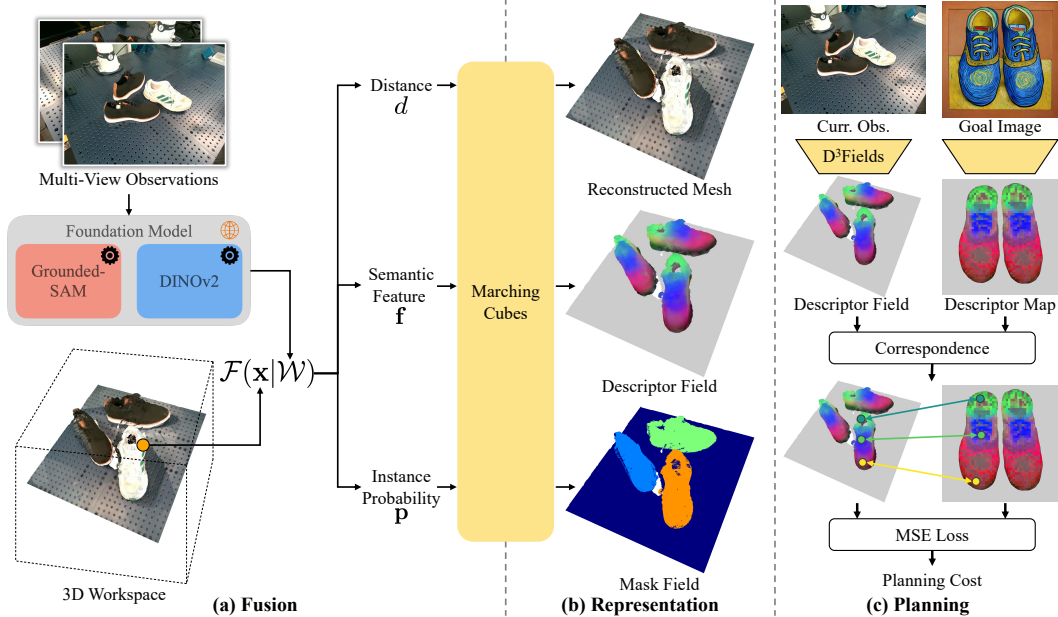 Multi-View Observations
Foundation Model
Grounded-
SAM
DINOv2
F(x|W)
3D Workspace
(a) Fusion
Distance
d
Semantic
Feature
f
Instance
Probability
p
Marching
Cubes
Reconstructed Mesh
Descriptor Field
Mask Field
(b) Representation
Curr. Obs.
Goal Image
D³Fields
Descriptor Field
Descriptor Map
Correspondence
MSE Loss
Planning Cost
(c) Planning